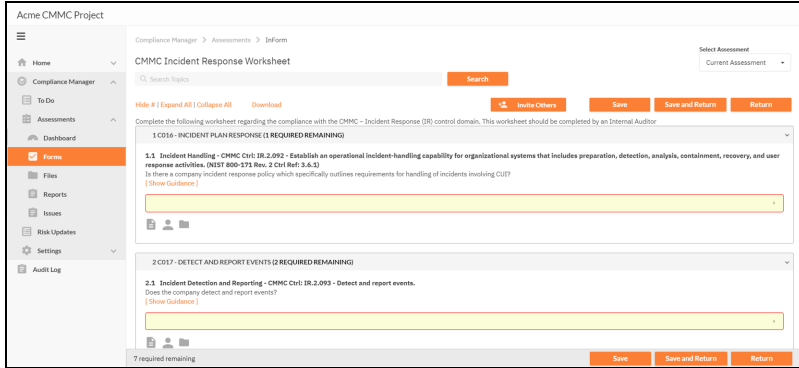 Acme CMMC Project
Home
Compliance Manager
To Do
Assessments
Dashboard
Forms
Files
Reports
Issues
Risk Updates
Settings
Audit Log
Compliance Manager > Assessments > InForm
CMMC Incident Response Worksheet
Select Assessment
Current Assessment
Search Topics
Search
Hide # | Expand All | Collapse All Download
Invite Others
Save
Save and Return
Return
Complete the following worksheet regarding the compliance with the CMMC – Incident Response (IR) control domain. This worksheet should be completed by an Internal Auditor
1 C016 - INCIDENT PLAN RESPONSE (1 REQUIRED REMAINING)
1.1 Incident Handling - CMMC Ctrl: IR.2.092 - Establish an operational incident-handling capability for organizational systems that includes preparation, detection, analysis, containment, recovery, and user
response activities. (NIST 800-171 Rev. 2 Ctrl Ref: 3.6.1)
Is there a company incident response policy which specifically outlines requirements for handling of incidents involving CUI?
[ Show Guidance ]
2 C017 - DETECT AND REPORT EVENTS (2 REQUIRED REMAINING)
2.1 Incident Detection and Reporting - CMMC Ctrl: IR.2.093 - Detect and report events.
Does the company detect and report events?
[ Show Guidance ]
7 required remaining
Save
Save and Return
Return